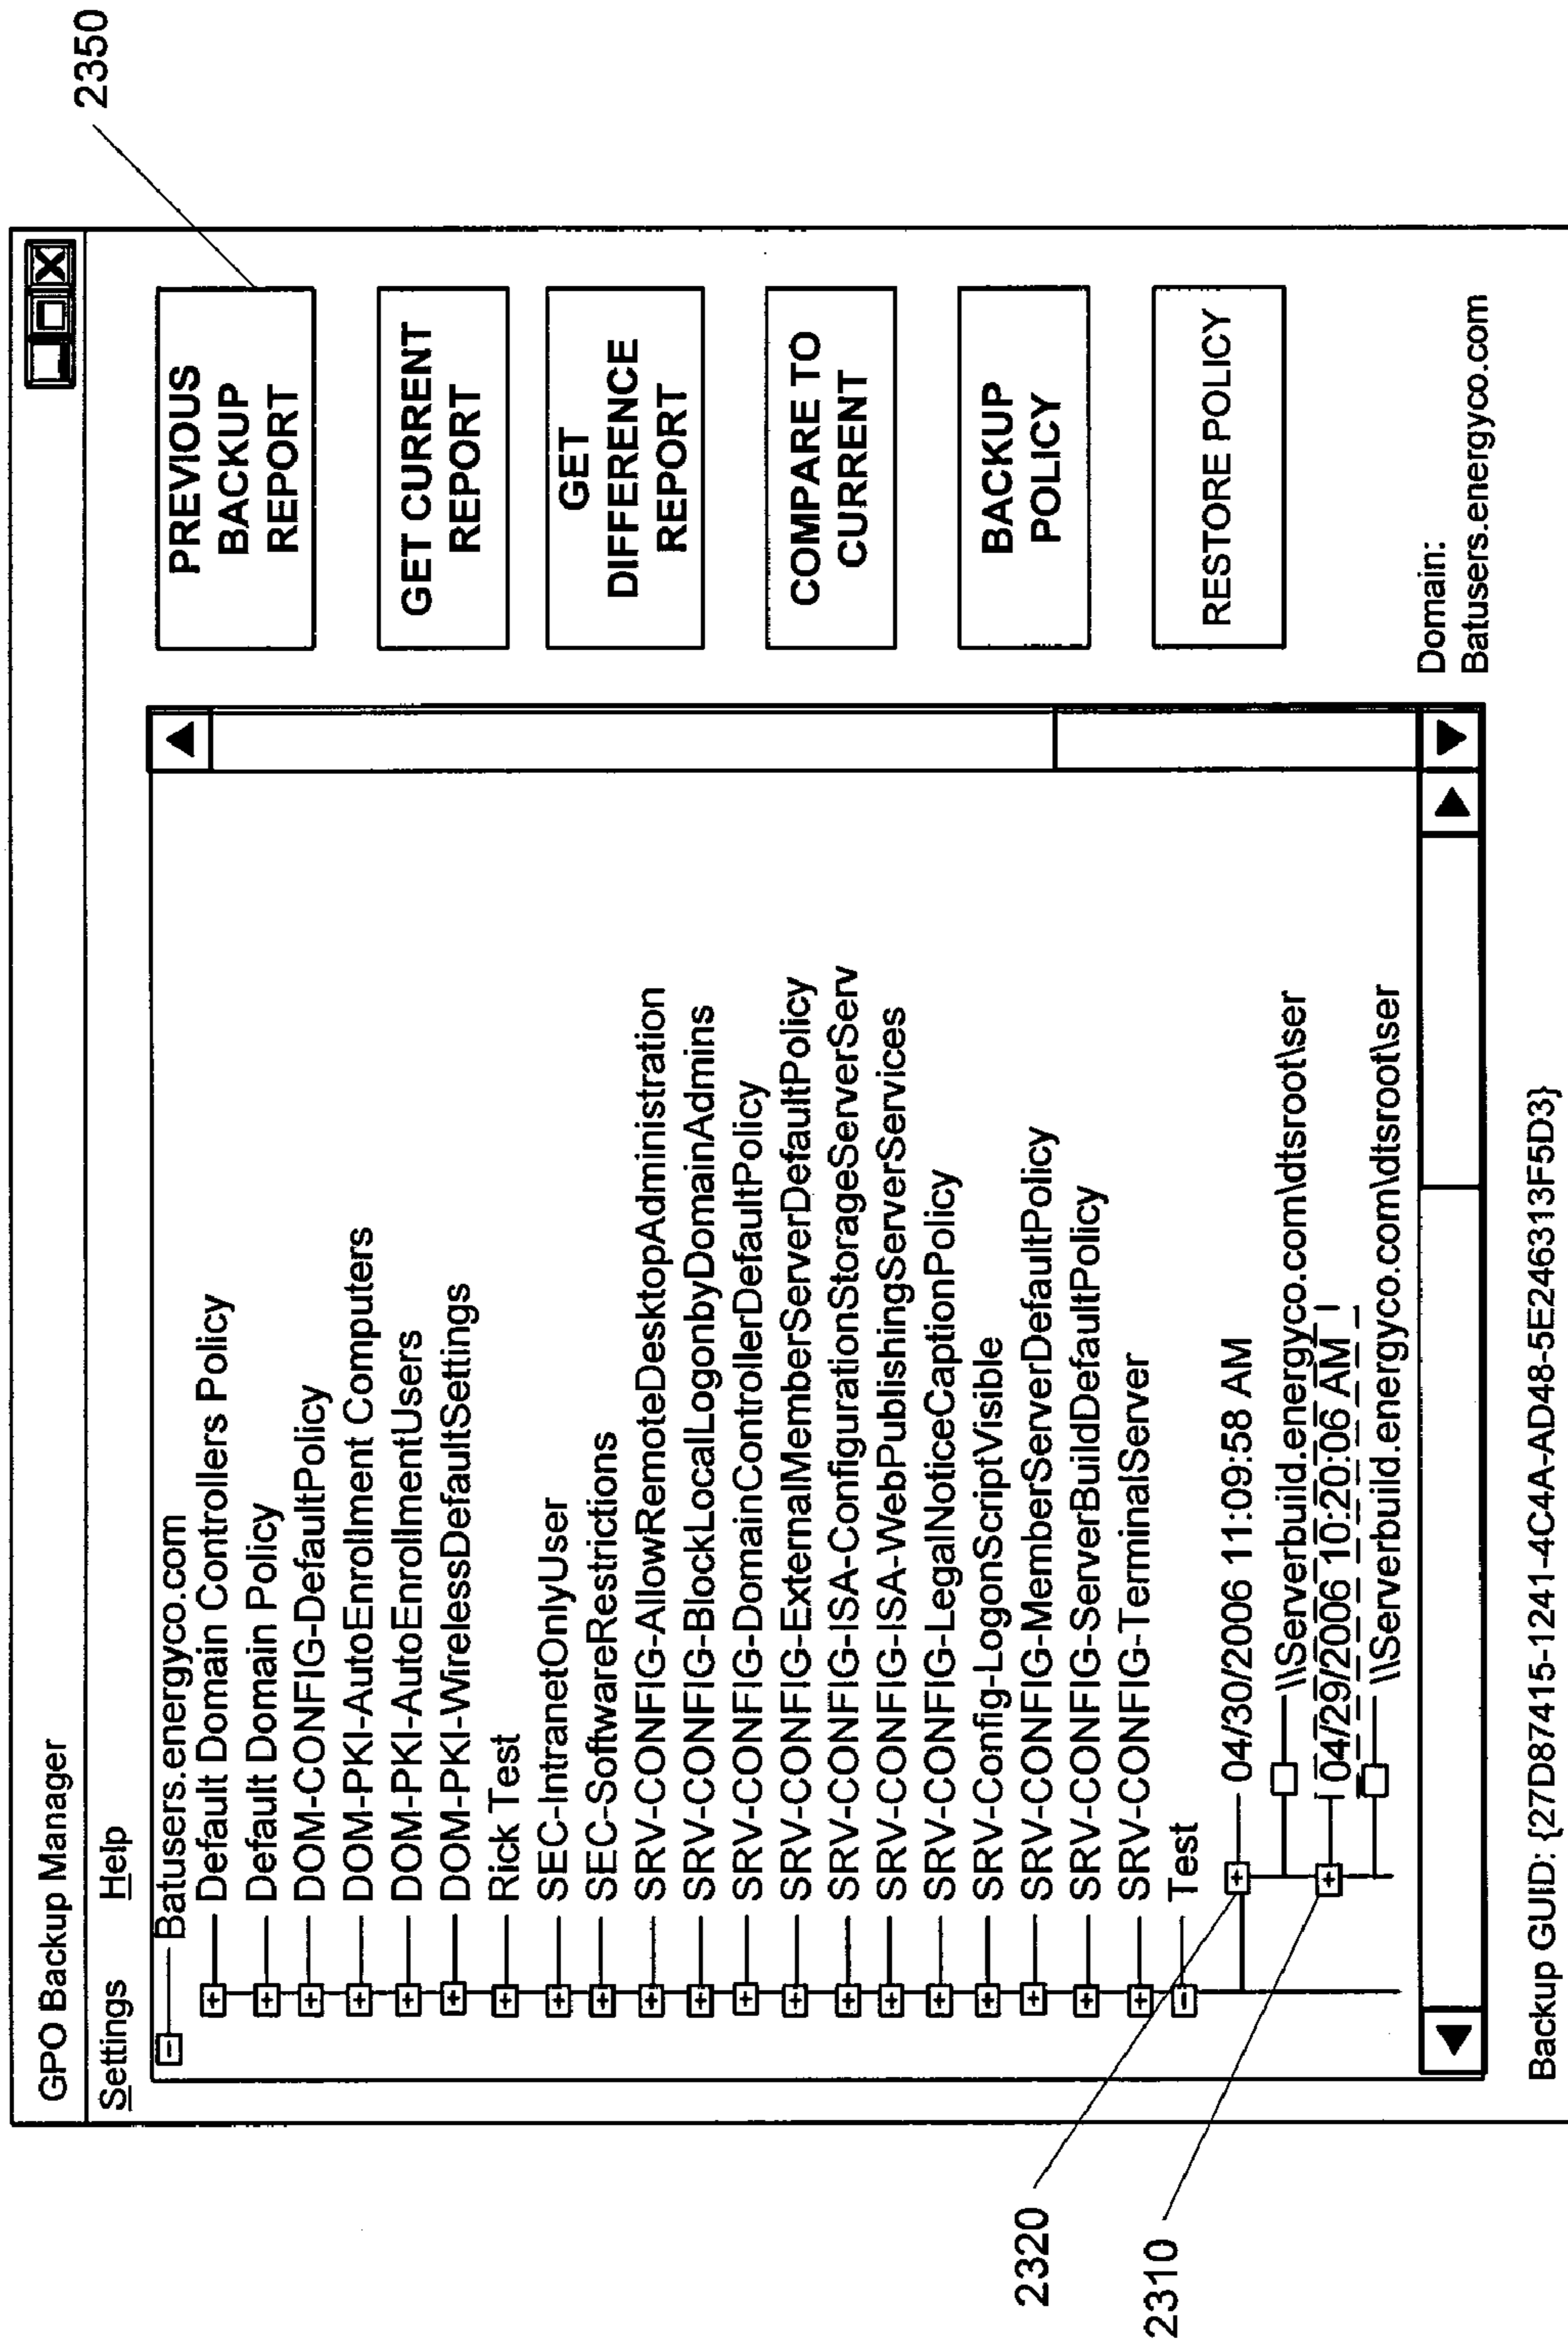 GPO Backup Manager
Settings Help
Batusers.energyco.com
Default Domain Controllers Policy
Default Domain Policy
DOM-CONFIG-DefaultPolicy
DOM-PKI-AutoEnrollment Computers
DOM-PKI-AutoEnrollmentUsers
DOM-PKI-WirelessDefaultSettings
Rick Test
SEC-IntranetOnlyUser
SEC-SoftwareRestrictions
SRV-CONFIG-AllowRemoteDesktopAdministration
SRV-CONFIG-BlockLocalLogonbyDomainAdmins
SRV-CONFIG-DomainControllerDefaultPolicy
SRV-CONFIG-ExternalMemberServerDefaultPolicy
SRV-CONFIG-ISA-ConfigurationStorageServerServ
SRV-CONFIG-ISA-WebPublishingServerServices
SRV-CONFIG-LegalNoticeCaptionPolicy
SRV-Config-LogonScriptVisible
SRV-CONFIG-MemberServerDefaultPolicy
SRV-CONFIG-ServerBuildDefaultPolicy
SRV-CONFIG-TerminalServer
Test
04/30/2006 11:09:58 AM
\\Serverbuild.energyco.com\dtsroot\ser
04/29/2006 10:20:06 AM
\\Serverbuild.energyco.com\dtsroot\ser
PREVIOUS
BACKUP
REPORT
GET CURRENT
REPORT
GET
DIFFERENCE
REPORT
COMPARE TO
CURRENT
BACKUP
POLICY
RESTORE POLICY
Domain:
Batusers.energyco.com
Backup GUID: {27D87415-1241-4C4A-AD48-5E246313F5D3}
2350
2320
2310